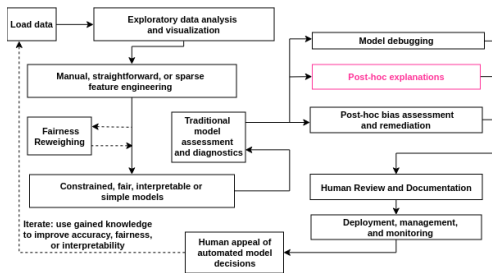 Load data
Exploratory data analysis
and visualization
Model debugging
Manual, straightforward, or sparse
feature engineering
Post-hoc explanations
Fairness
Reweighing
Traditional
model
assessment
and diagnostics
Post-hoc bias assessment
and remediation
Constrained, fair, interpretable or
simple models
Human Review and Documentation
Iterate: use gained knowledge
to improve accuracy, fairness,
or interpretability
Human appeal of
automated model
decisions
Deployment, management,
and monitoring